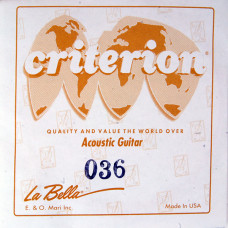 criterion
QUALITY AND VALUE THE WORLD OVER
Acoustic Guitar
036
La Bella
E. & O. Mari Inc.
Made In USA